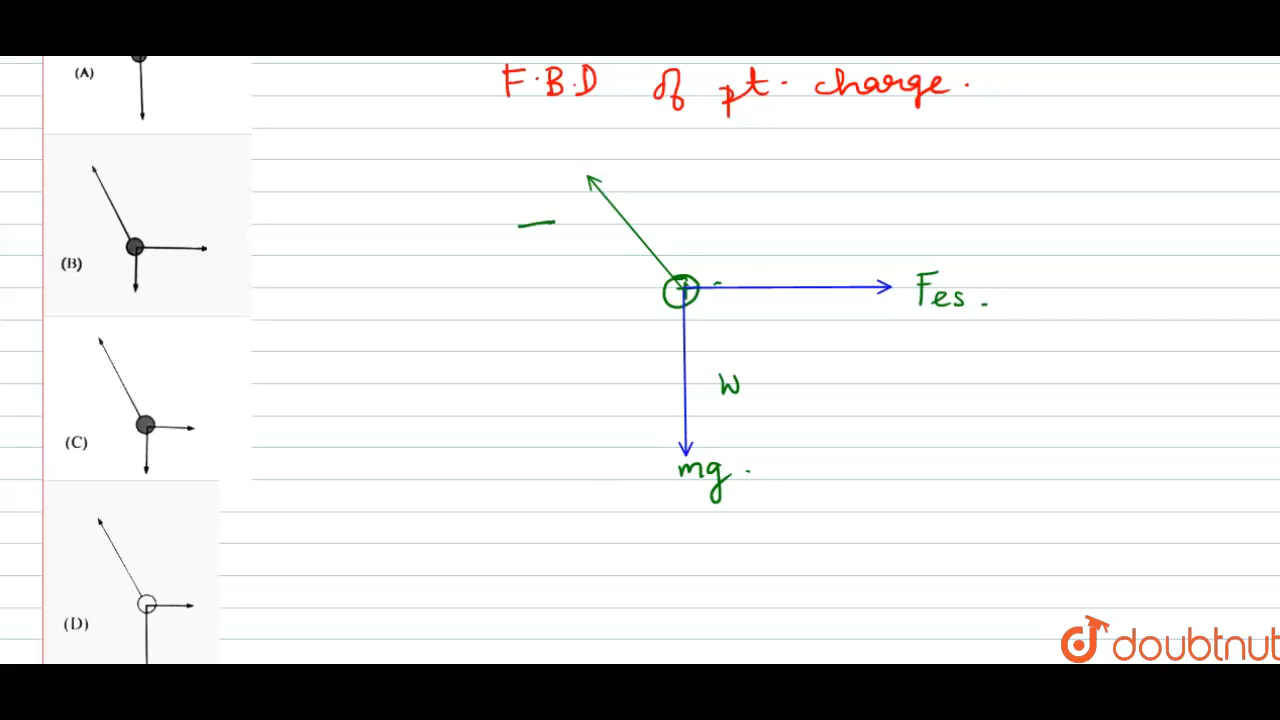 (A)
F.B.D of pt. charge.
(B)
Fes.
W
mg.
(C)
(D)
doubtnut